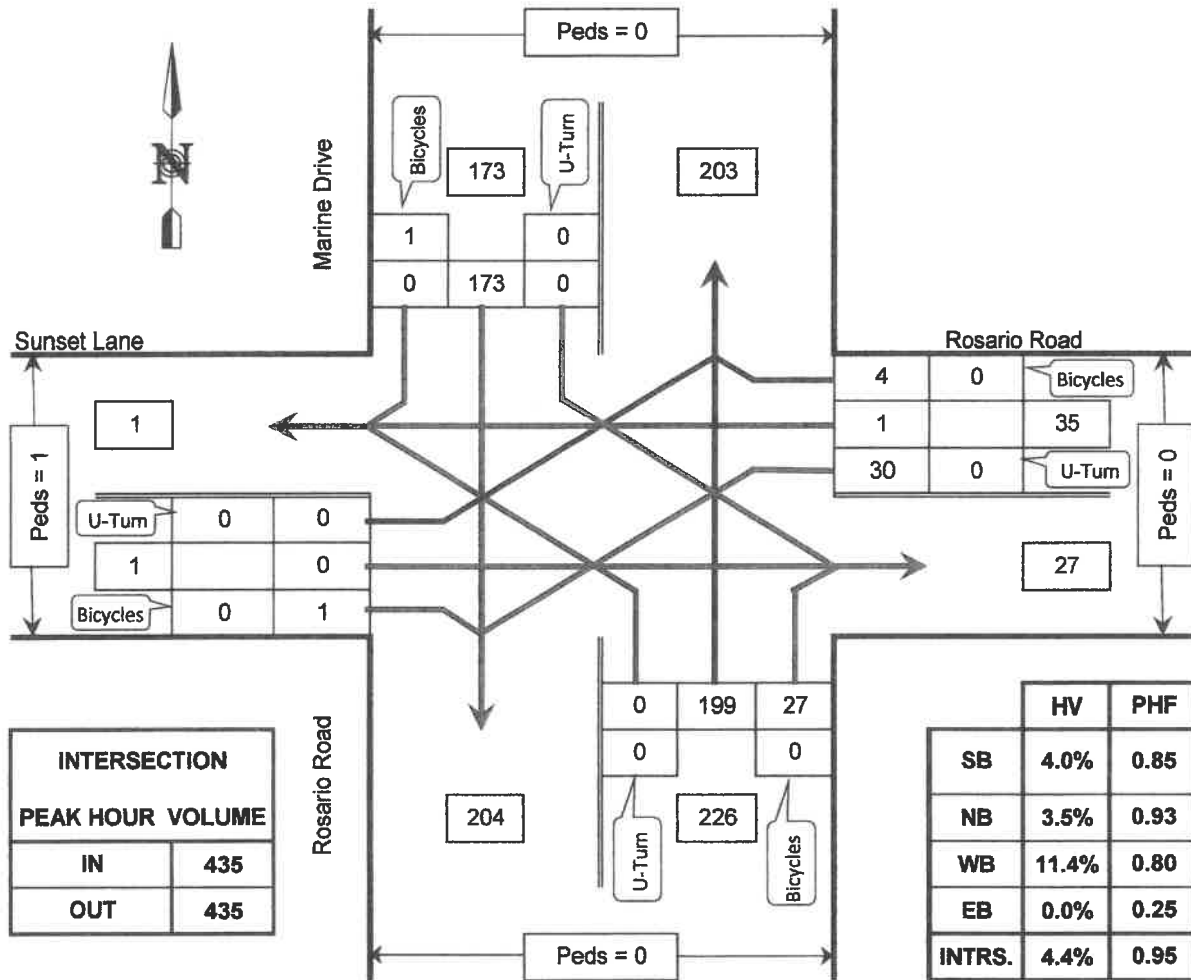 Peds = 0
N
Marine Drive
Bicycles
173
U-Turn
203
1 0
0 173 0
Sunset Lane
Rosario Road
4 0 Bicycles
1 35
30 0 U-Turn
1
Peds = 1
Peds = 0
U-Turn 0 0
1 0
Bicycles 0 1
27
0 199 27
0 0
Rosario Road
204
U-Turn
226
Bicycles
INTERSECTION
PEAK HOUR VOLUME
IN 435
OUT 435
HV PHF
SB 4.0% 0.85
NB 3.5% 0.93
WB 11.4% 0.80
EB 0.0% 0.25
INTRS. 4.4% 0.95
Peds = 0